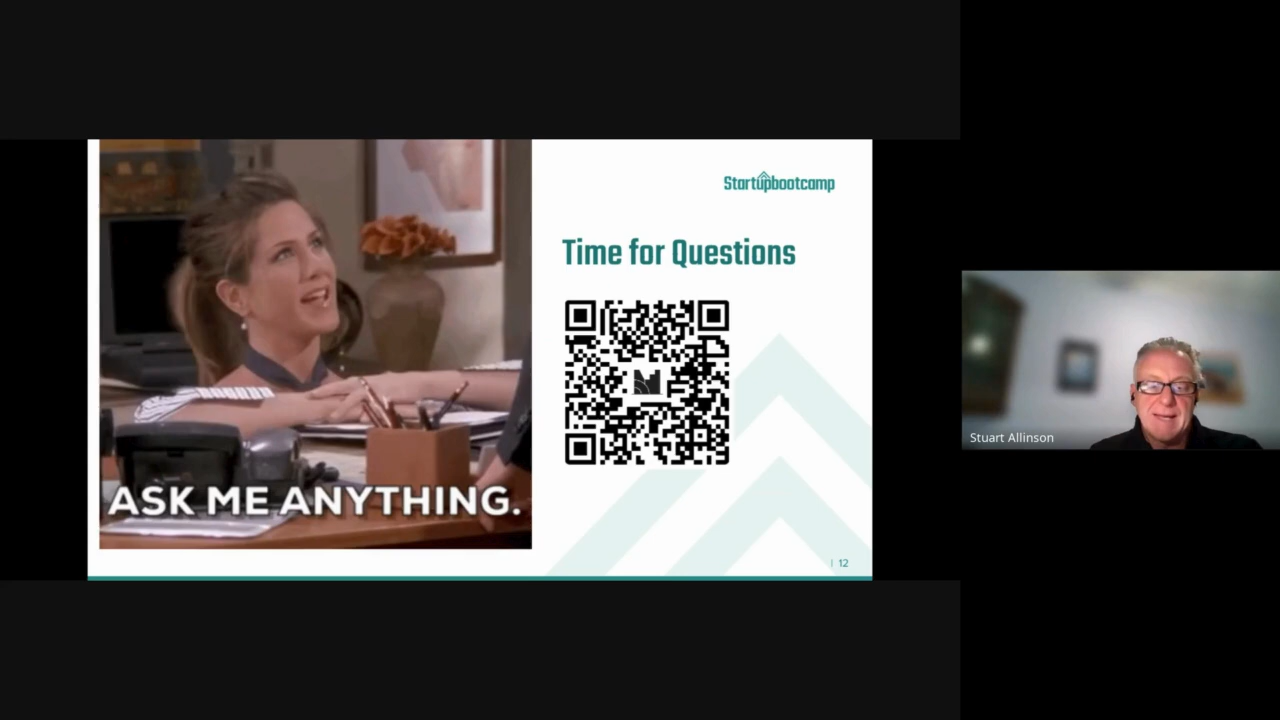 Startupbootcamp
Time for Questions
ASK ME ANYTHING.
| 12
Stuart Allinson